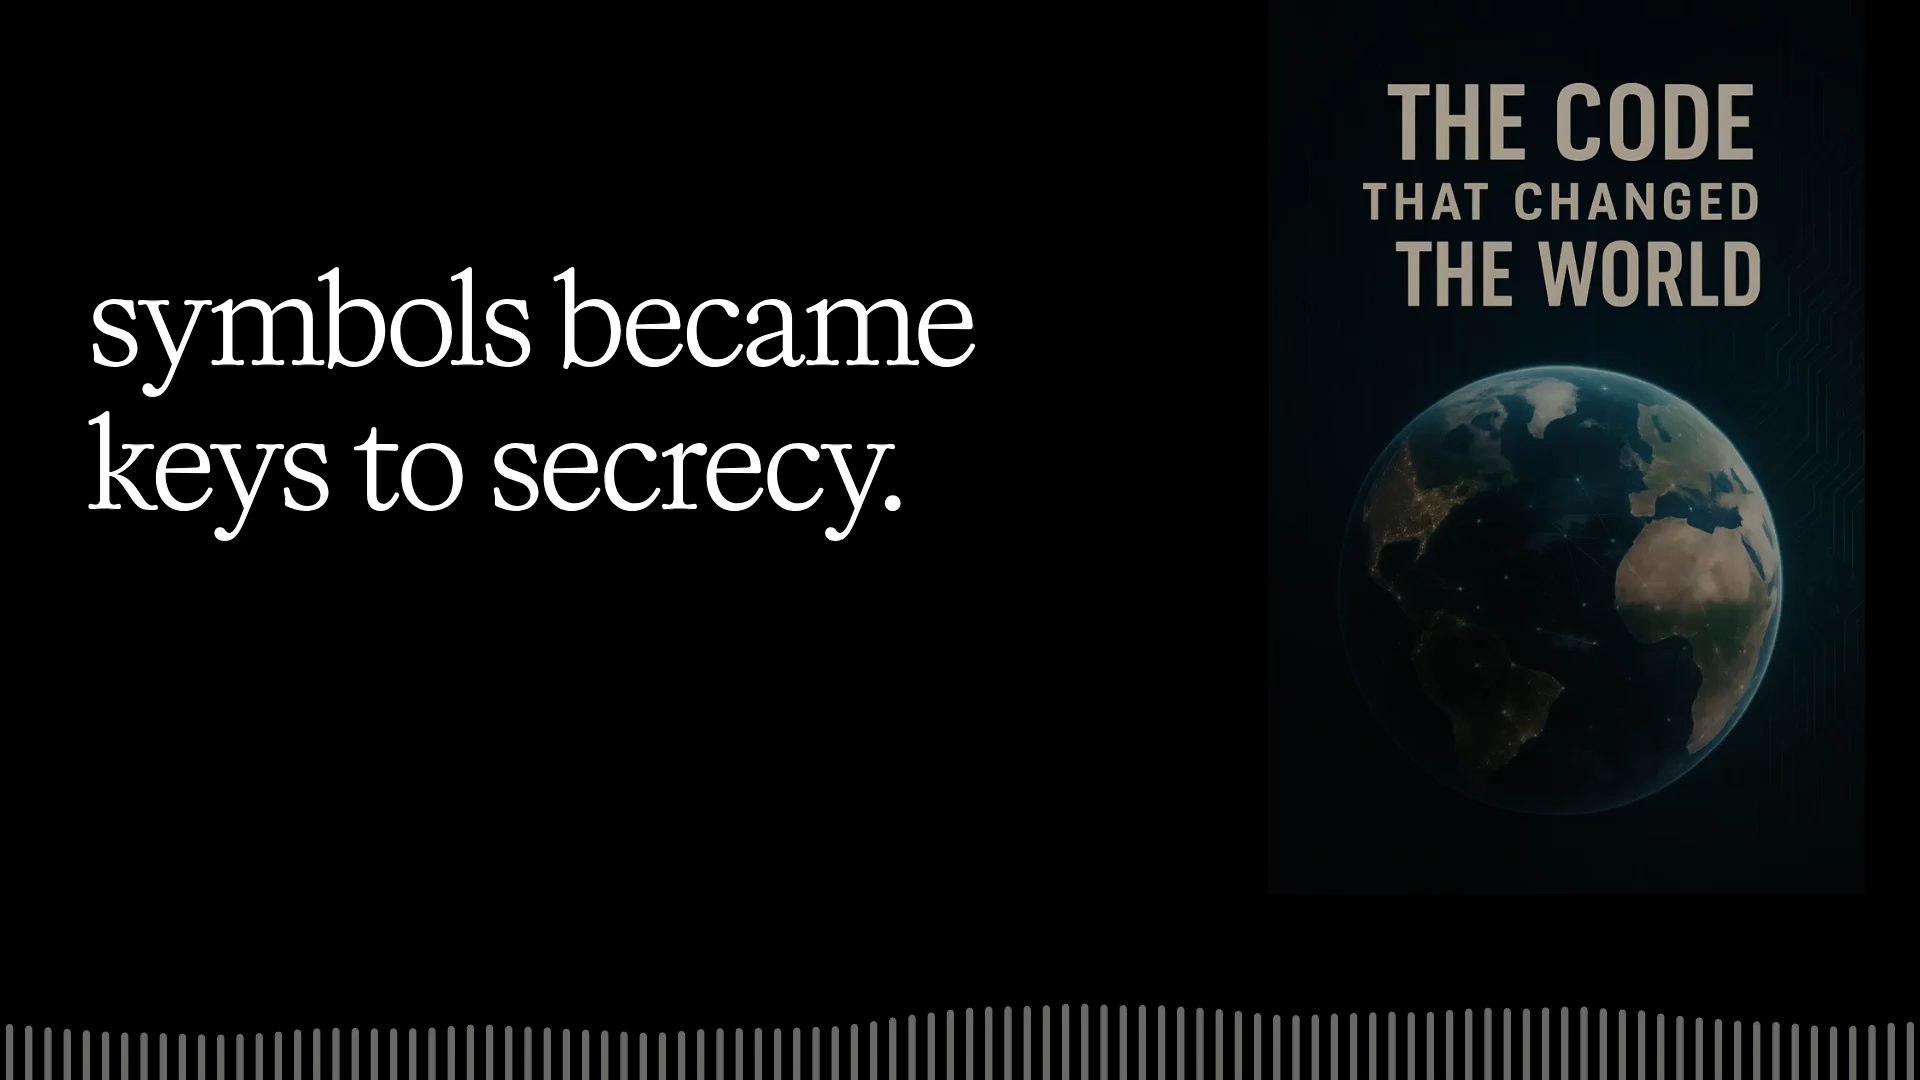 symbols became
keys to secrecy.
THE CODE
THAT CHANGED
THE WORLD